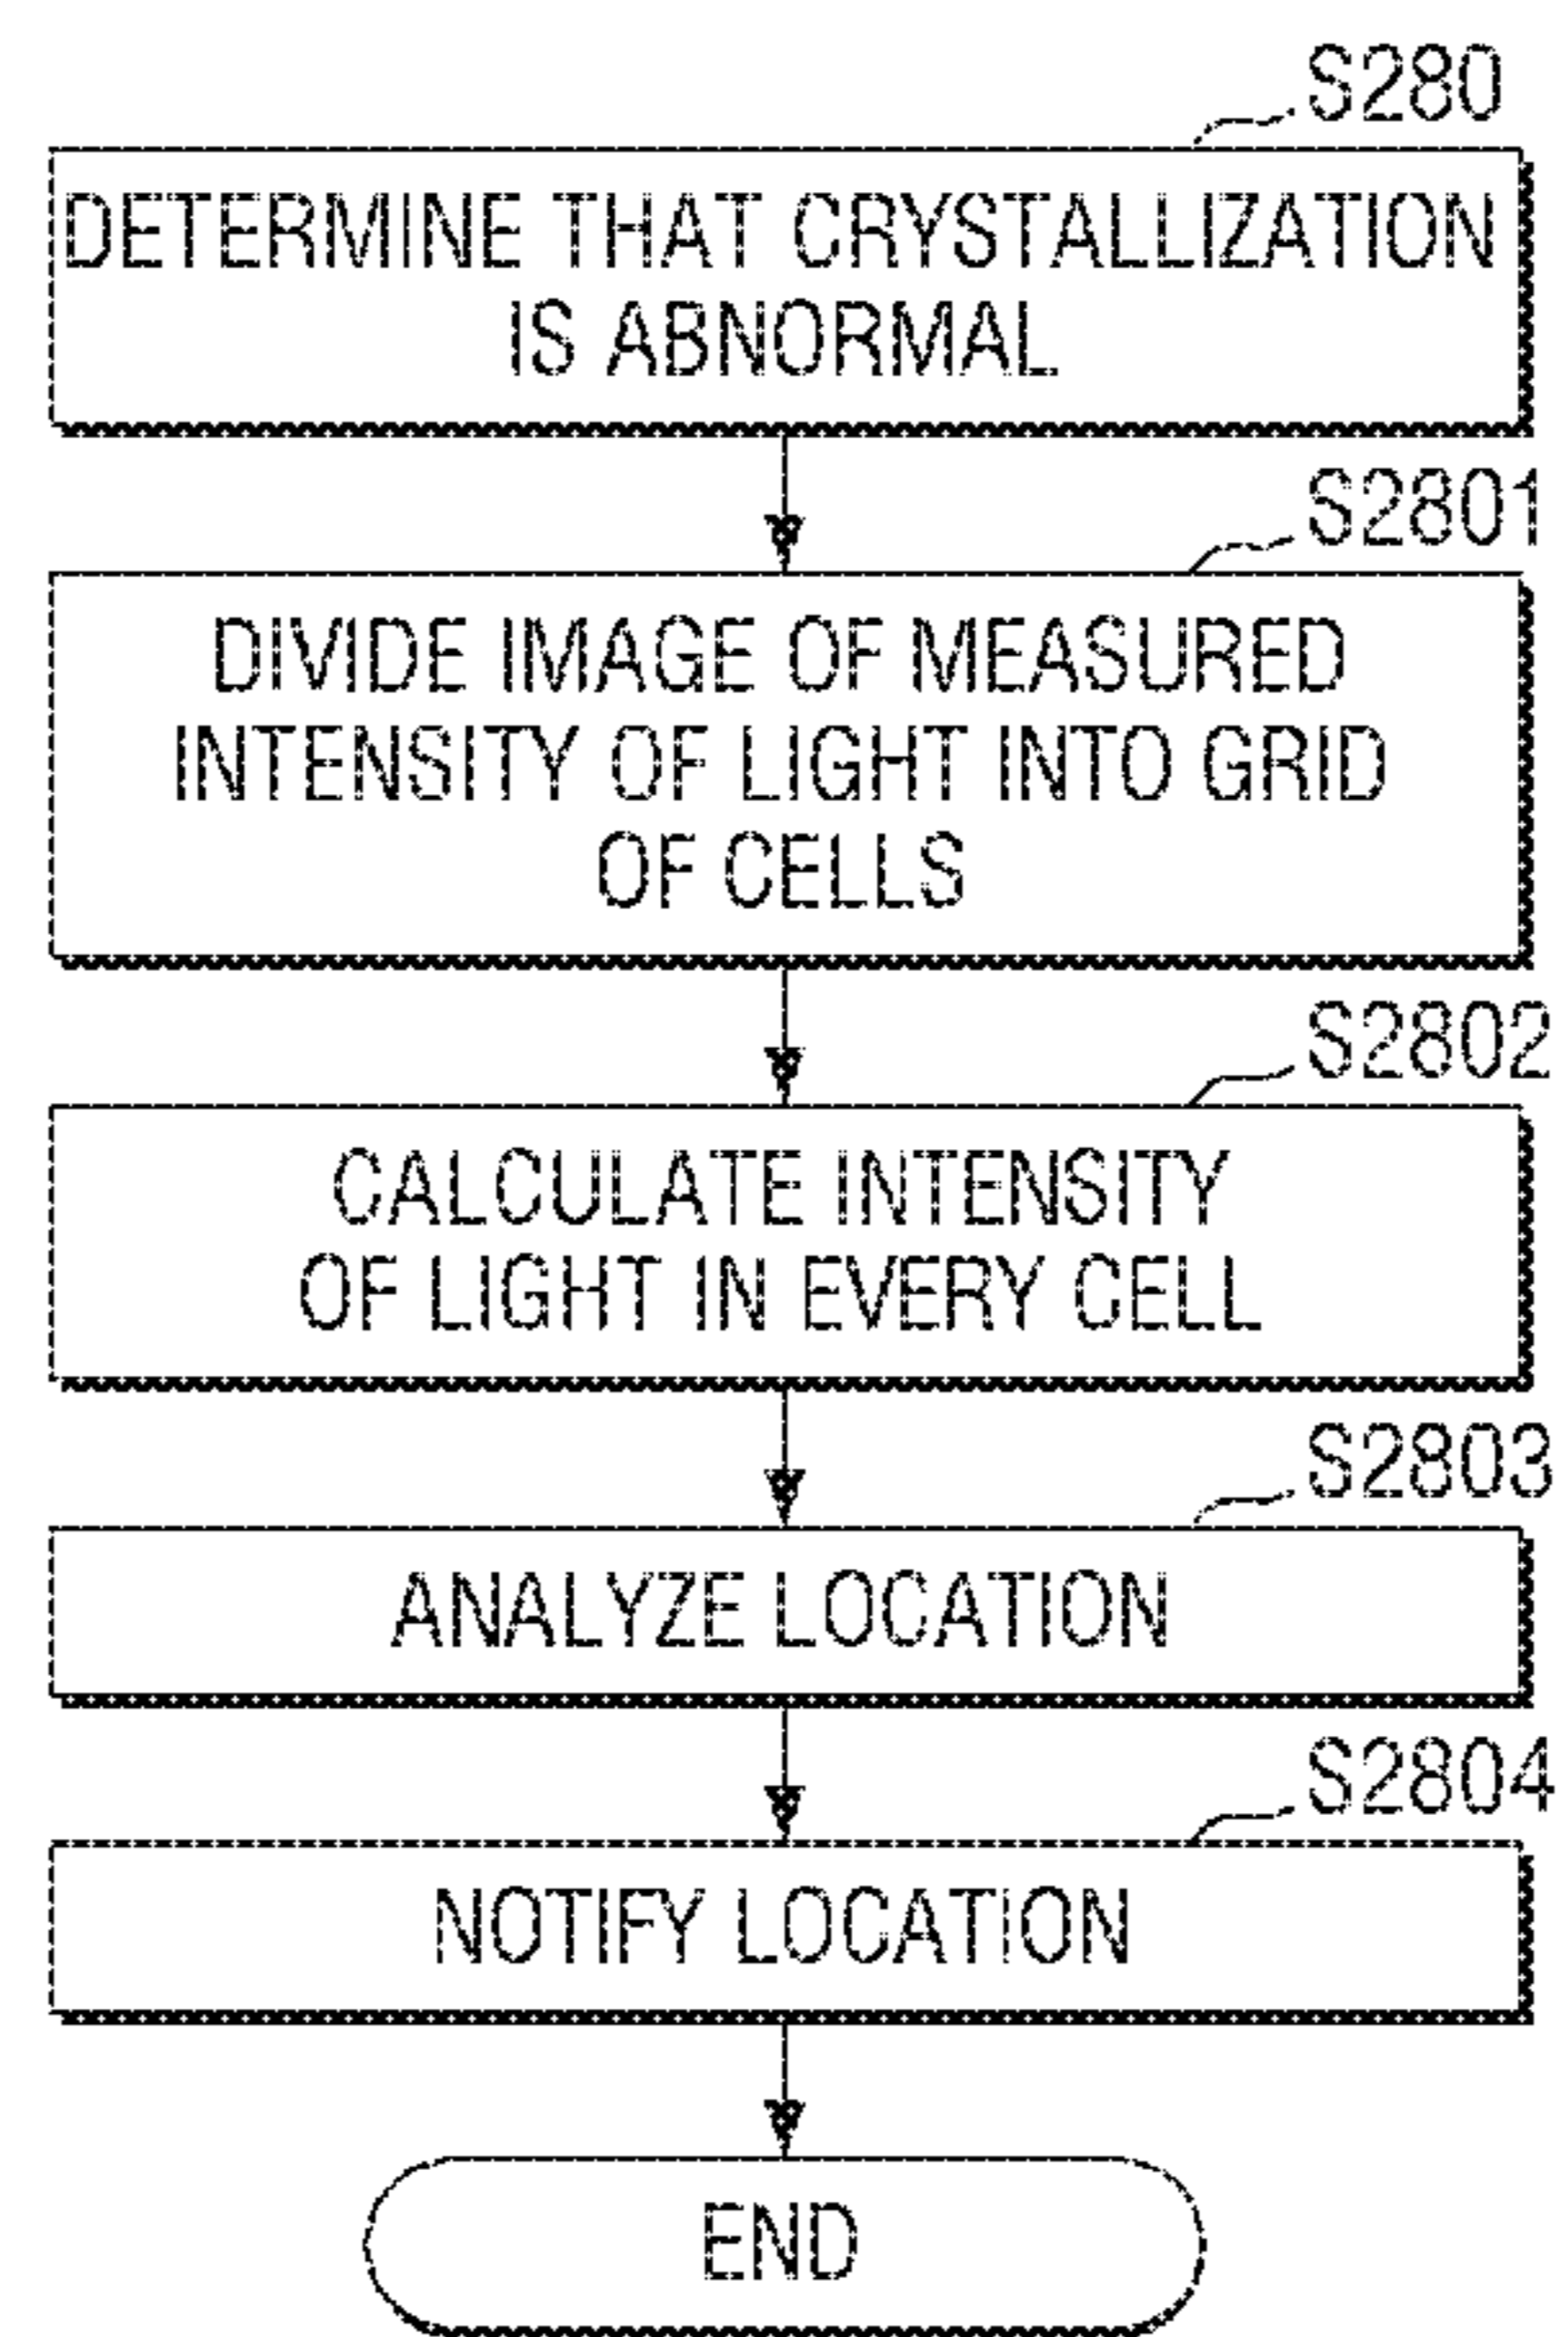 S280
DETERMINE THAT CRYSTALLIZATION
IS ABNORMAL
S2801
DIVIDE IMAGE OF MEASURED
INTENSITY OF LIGHT INTO GRID
OF CELLS
S2802
CALCULATE INTENSITY
OF LIGHT IN EVERY CELL
S2803
ANALYZE LOCATION
S2804
NOTIFY LOCATION
END